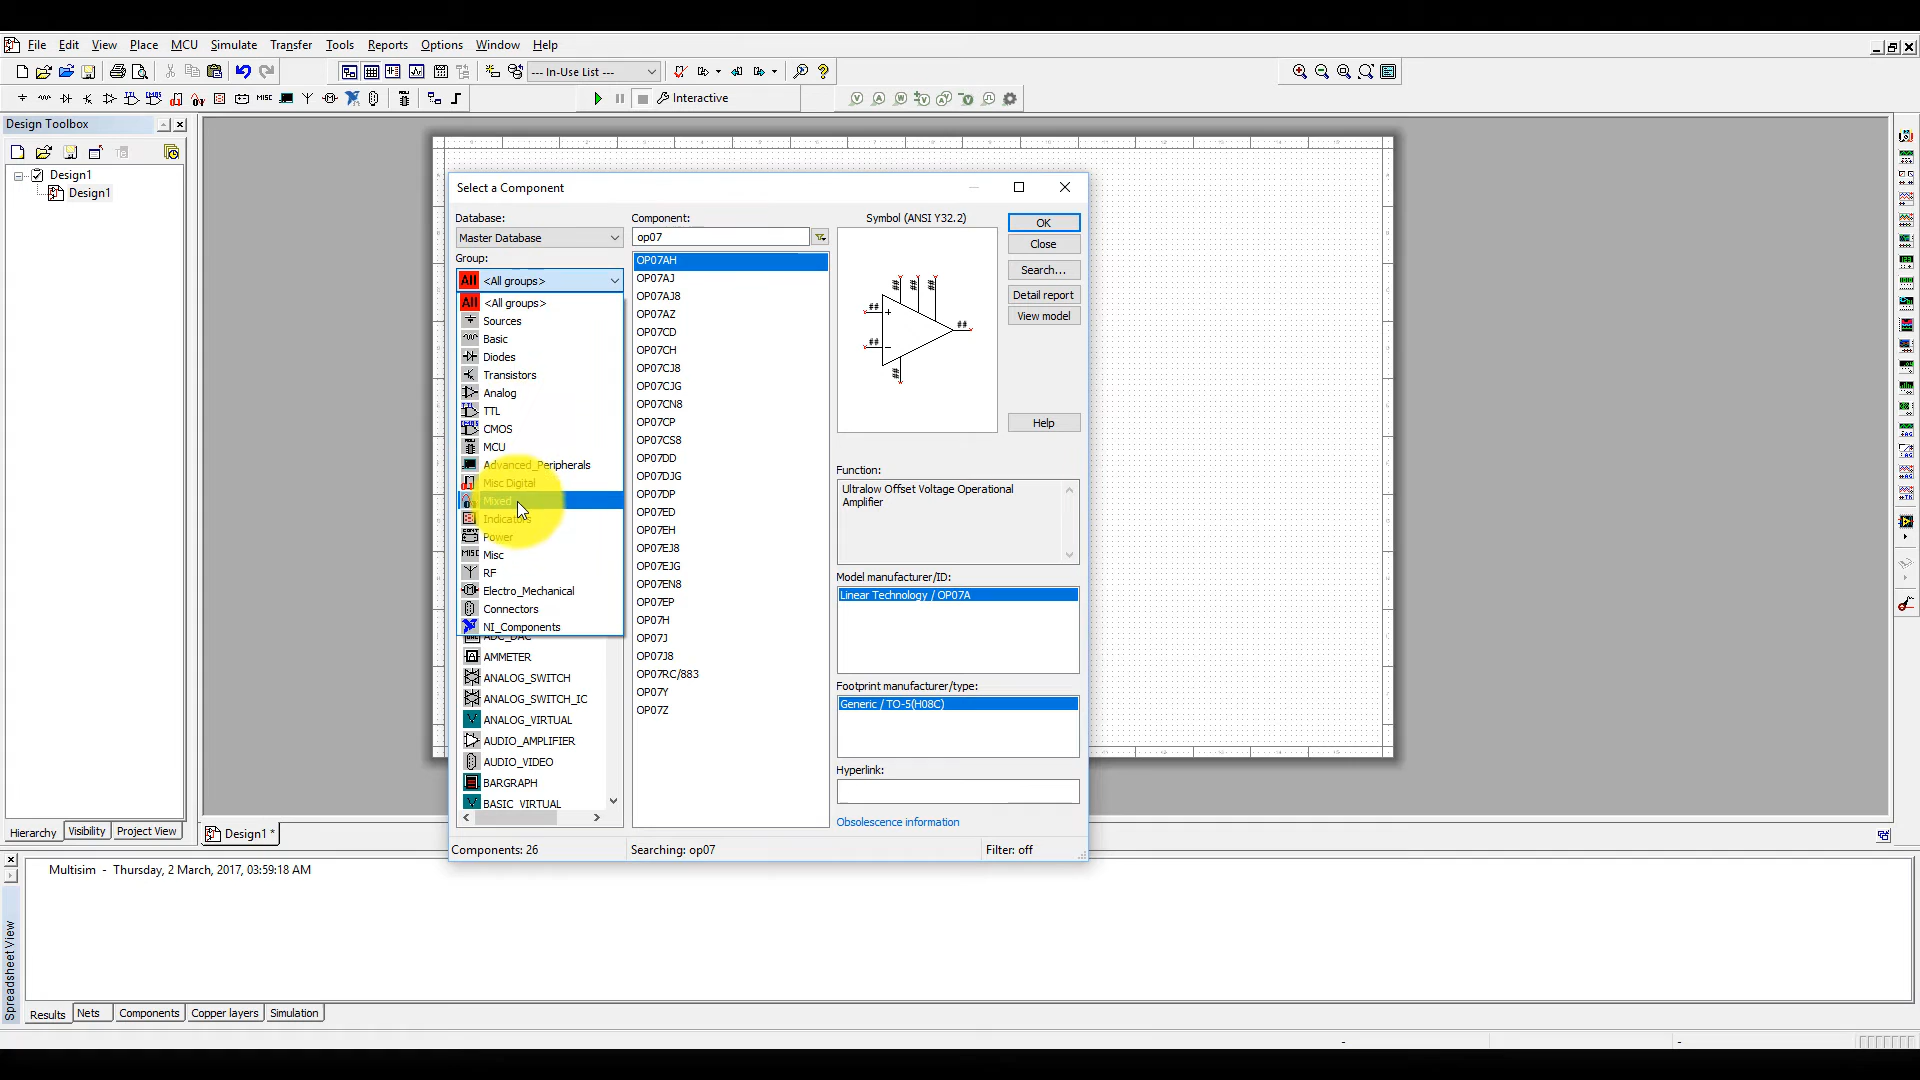 File Edit View Place MCU Simulate Transfer Tools Reports Options Window Help
--- In-Use List ---
Interactive
Design Toolbox
Design1
Design1
Hierarchy Visibility Project View
Design1 *
Select a Component
Database:
Master Database
Group:
<All groups>
<All groups>
Sources
Basic
Diodes
Transistors
Analog
TTL
CMOS
MCU
Advanced_Peripherals
Misc Digital
Mixed
Indicators
Power
Misc
RF
Electro_Mechanical
Connectors
NI_Components
ADC_DAC
AMMETER
ANALOG_SWITCH
ANALOG_SWITCH_IC
ANALOG_VIRTUAL
AUDIO_AMPLIFIER
AUDIO_VIDEO
BARGRAPH
BASIC_VIRTUAL
Component:
op07
OP07AH
OP07AJ
OP07AJ8
OP07AZ
OP07CD
OP07CH
OP07CJ8
OP07CJG
OP07CN8
OP07CP
OP07CS8
OP07DD
OP07DJG
OP07DP
OP07ED
OP07EH
OP07EJ8
OP07EJG
OP07EN8
OP07EP
OP07H
OP07J
OP07J8
OP07RC/883
OP07Y
OP07Z
Symbol (ANSI Y32.2)
## ## ##
## +
##
## −
##
OK
Close
Search...
Detail report
View model
Help
Function:
Ultralow Offset Voltage Operational
Amplifier
Model manufacturer/ID:
Linear Technology / OP07A
Footprint manufacturer/type:
Generic / TO-5(H08C)
Hyperlink:
Obsolescence information
Components: 26
Searching: op07
Filter: off
Multisim - Thursday, 2 March, 2017, 03:59:18 AM
Spreadsheet View
Results Nets Components Copper layers Simulation
- -